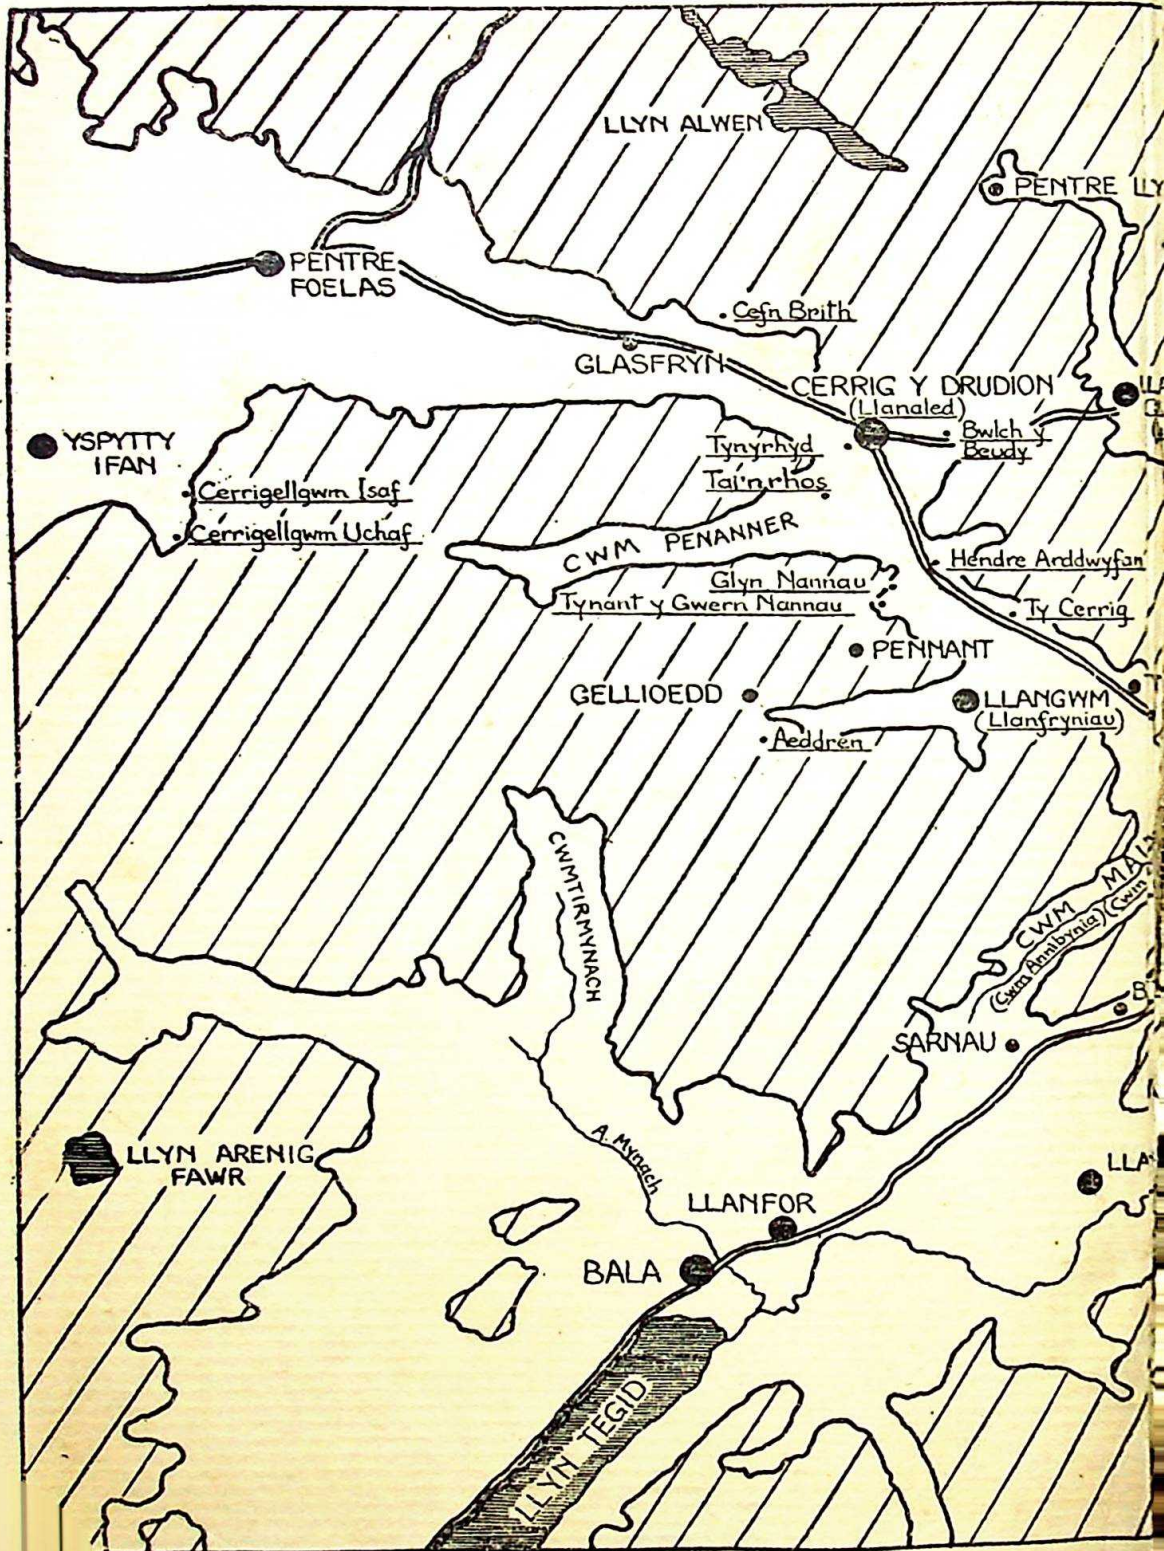 LLYN ALWEN
PENTRE
PENTRE
FOELAS
Cefn Brith
GLASFRYN
CERRIG Y DRUDION
(Llanaled)
Bwlch y
Beudy
YSPYTTY
IFAN
Tynyrhyd
Tai'n rhos
Cerrigellgwm Isaf
Cerrigellgwm Uchaf
CWM PENANNER
Hendre Arddwyfan
Glyn Nannau
Tynant y Gwern Nannau
Ty Cerrig
PENNANT
GELLIOEDD
LLANGWM
(Llanfryniau)
Aeddren
CWMTIRMYNACH
CWM
(Cwm Annibynia) (Cwm
SARNAU
A. Mynach
LLYN ARENIG
FAWR
LLANFOR
BALA
LLYN TEGID